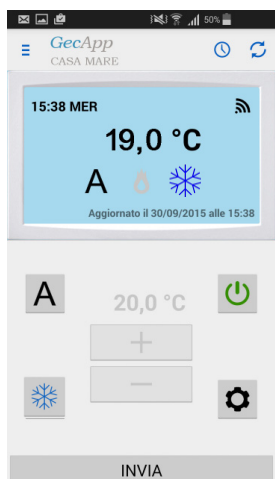 50%
GecApp
CASA MARE
15:38 MER
19,0 °C
A
Aggiornato il 30/09/2015 alle 15:38
A
20,0 °C
+
−
INVIA